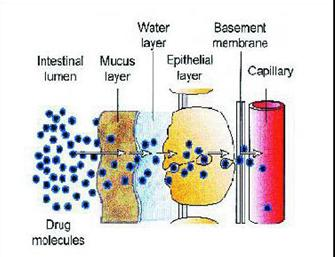 Water
layer
Basement
membrane
Intestinal
lumen
Mucus
layer
Epithelial
layer
Capillary
Drug
molecules